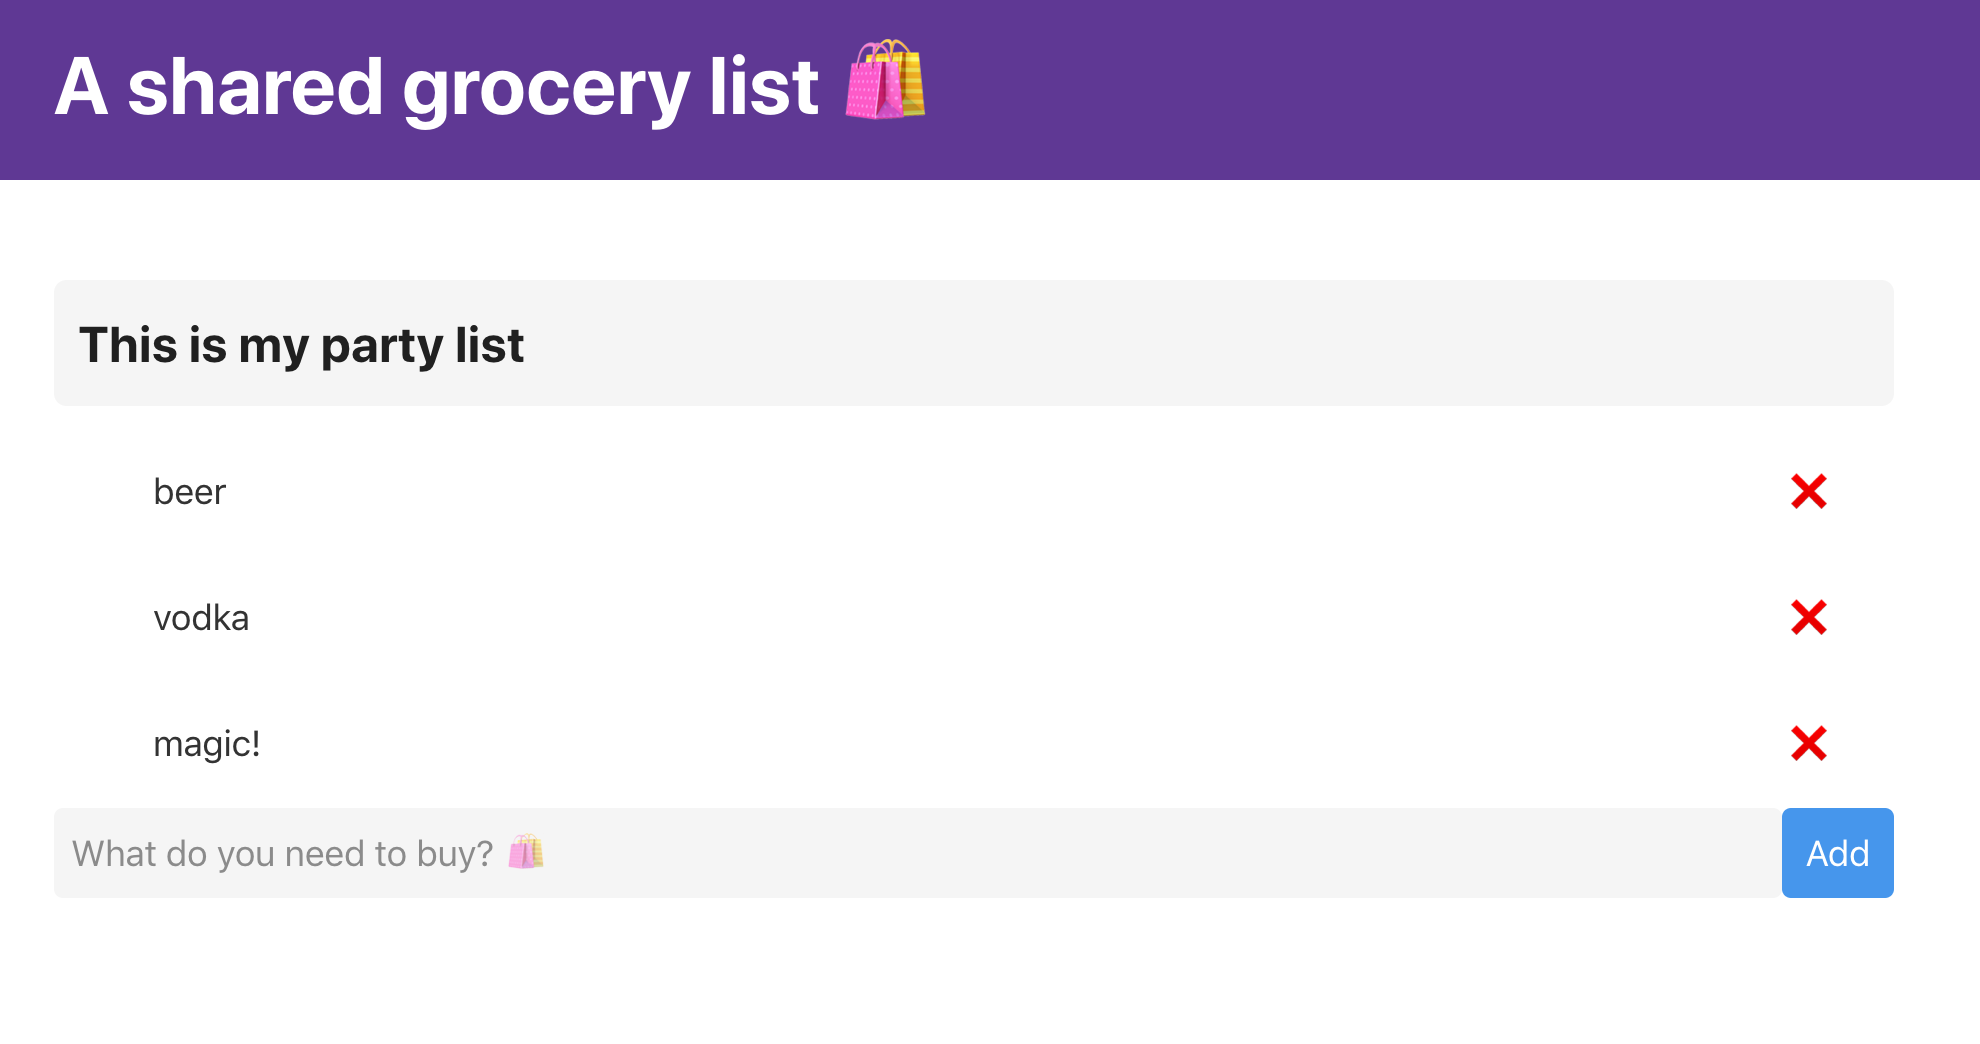 A shared grocery list 🛍️
This is my party list
beer
vodka
magic!
What do you need to buy? 🛍️
Add